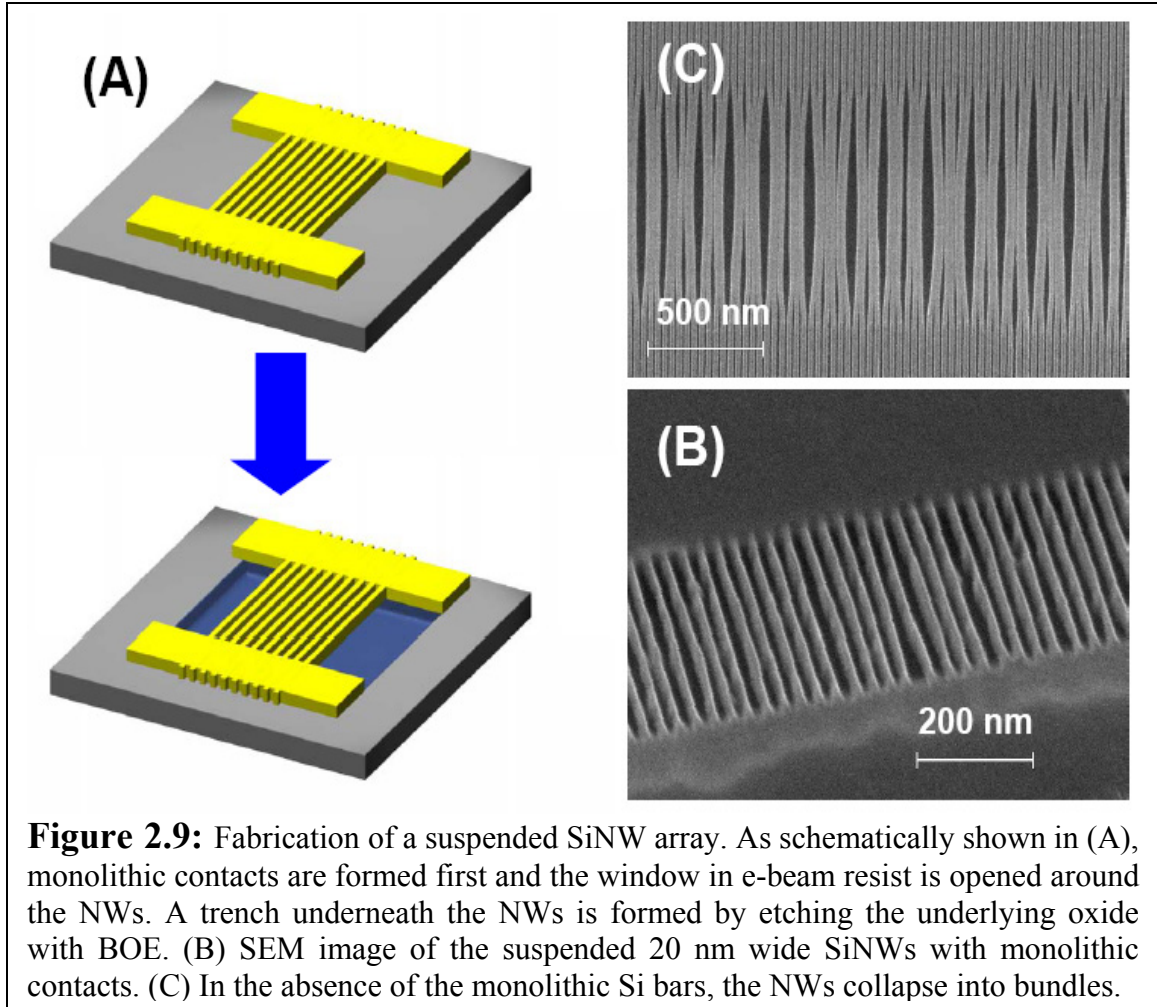 (A)
(C)
500 nm
(B)
200 nm
Figure 2.9: Fabrication of a suspended SiNW array. As schematically shown in (A),
monolithic contacts are formed first and the window in e-beam resist is opened around
the NWs. A trench underneath the NWs is formed by etching the underlying oxide
with BOE. (B) SEM image of the suspended 20 nm wide SiNWs with monolithic
contacts. (C) In the absence of the monolithic Si bars, the NWs collapse into bundles.